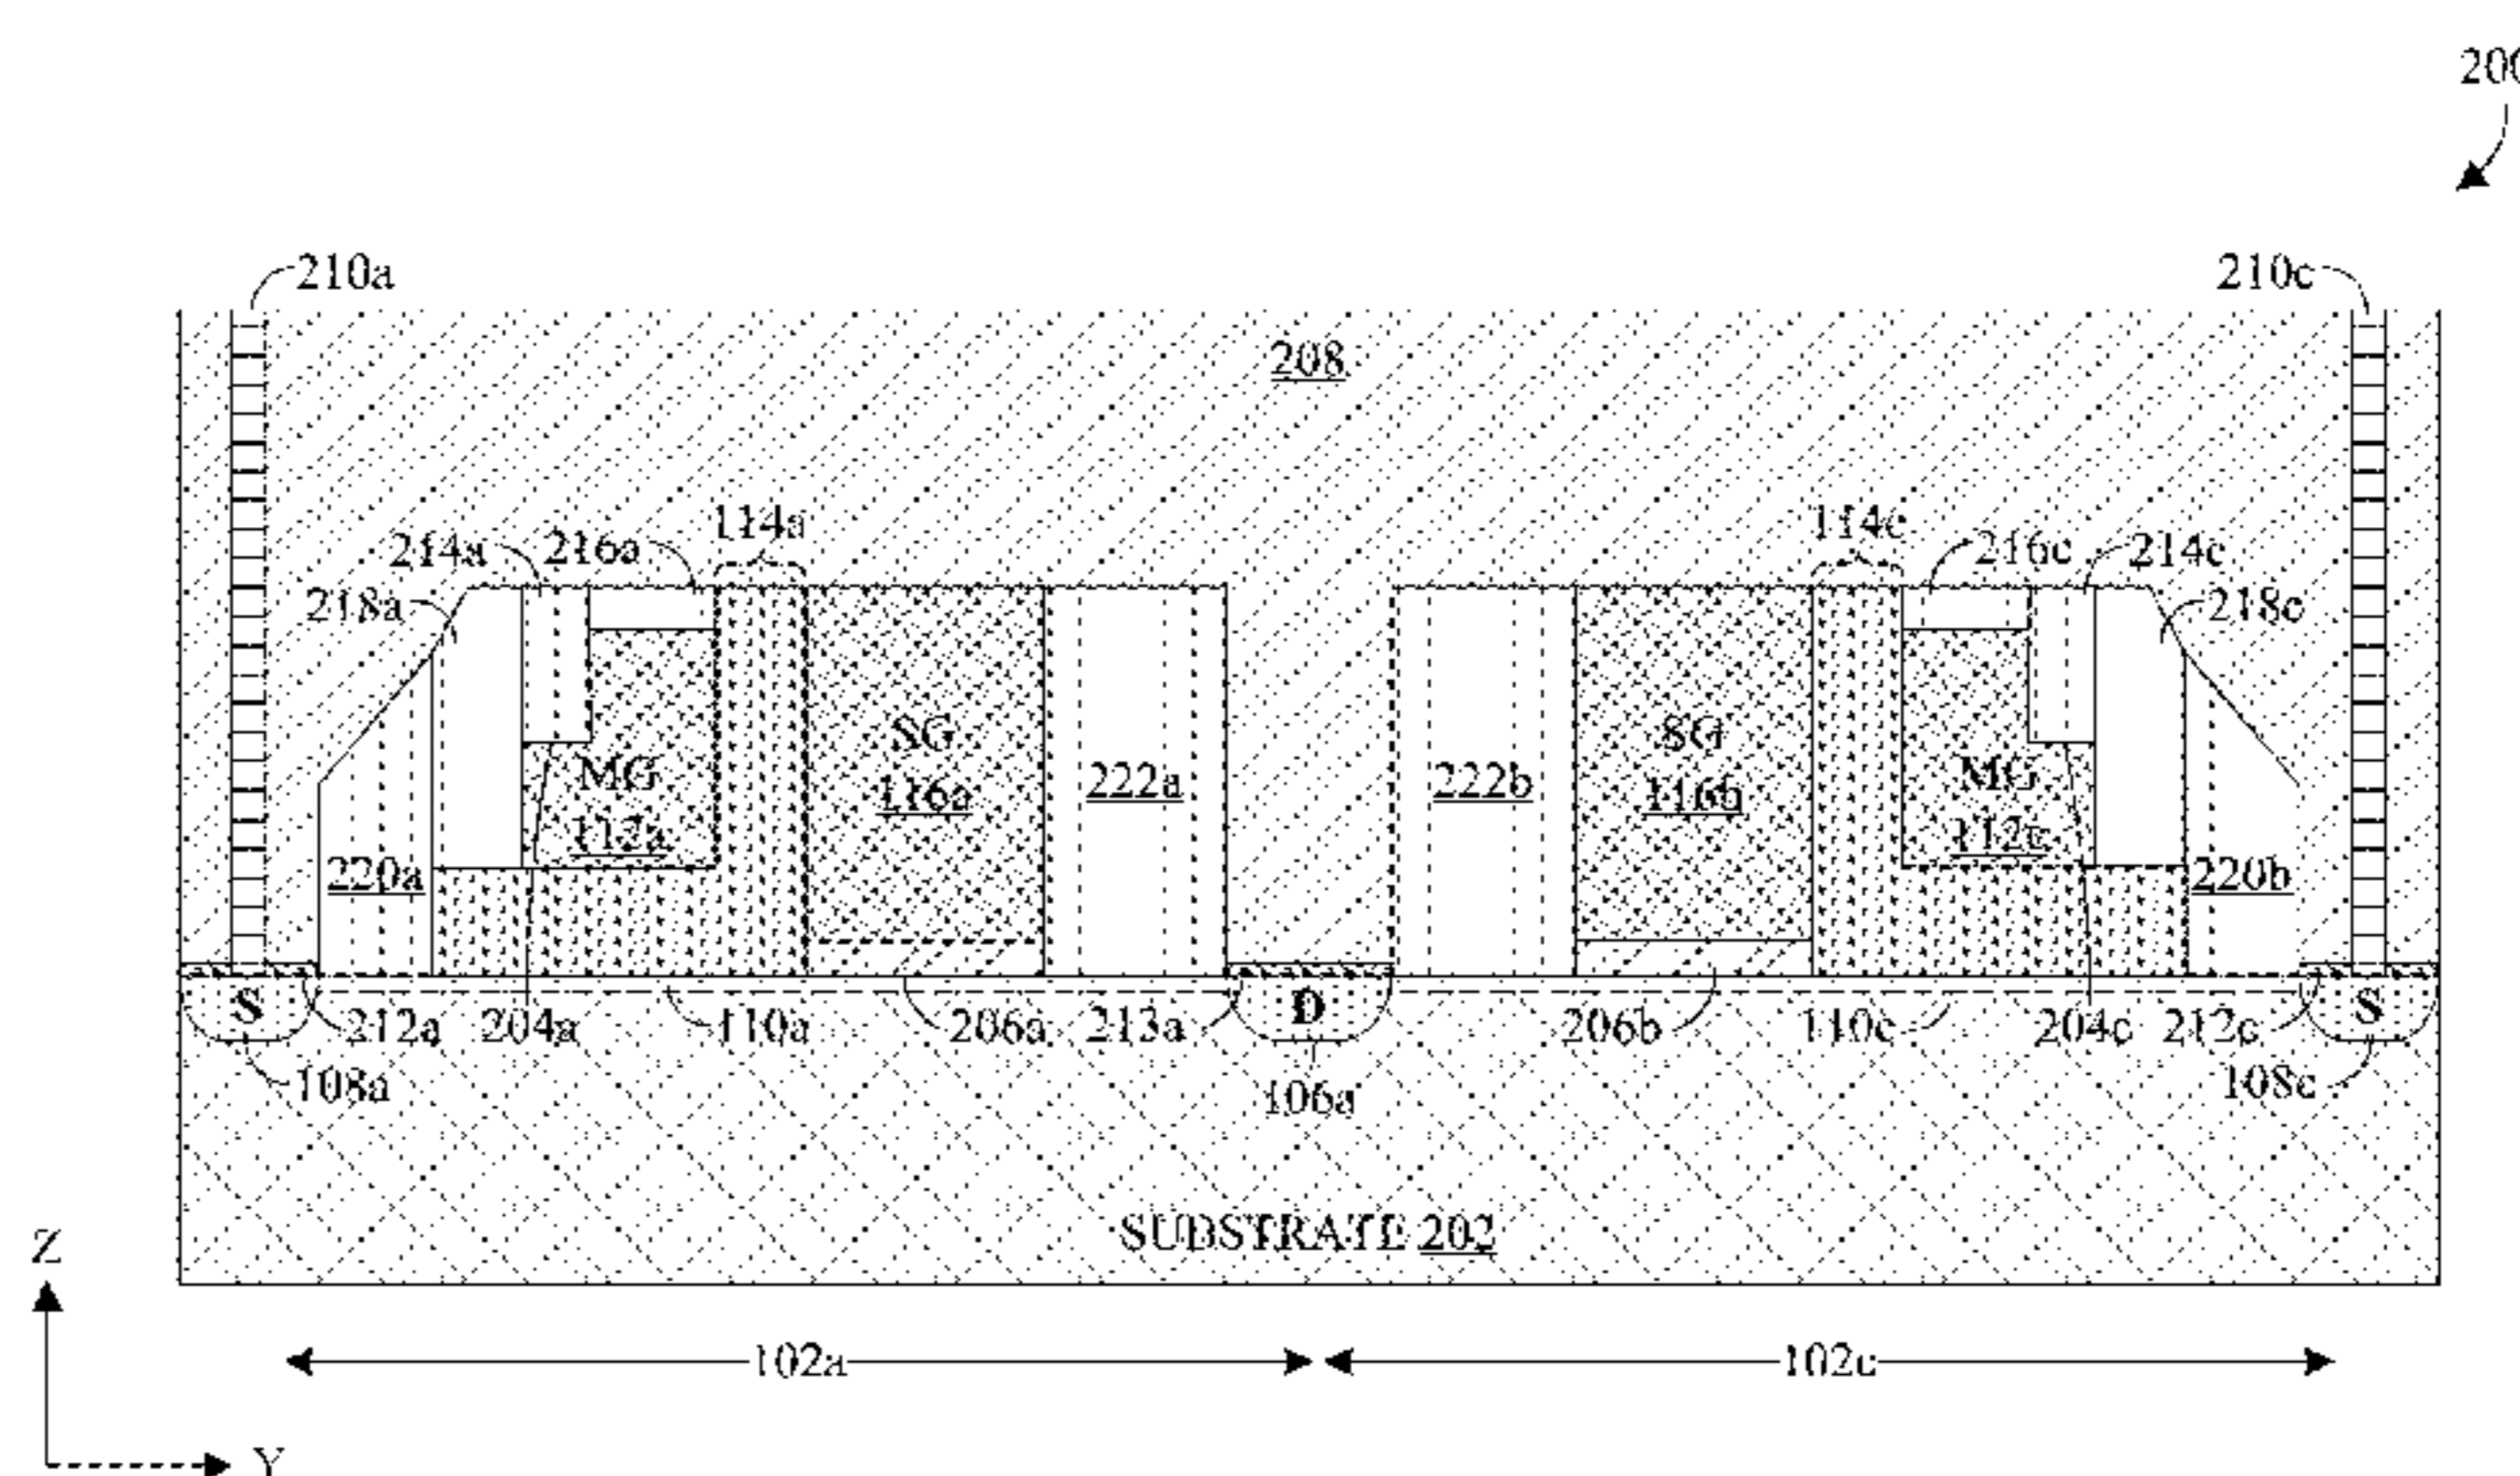 200
210a 210c
208
114a 114c
214a 216a 216c 214c
218a 218c
SG SG
MG MG
222a 222b
116a 116b
112a 112c
220a 220b
S D S
212a 204a 110a 206a 213a 206b 110c 204c 212c
108a 106a 108c
SUBSTRATE 202
Z
102a 102c
Y